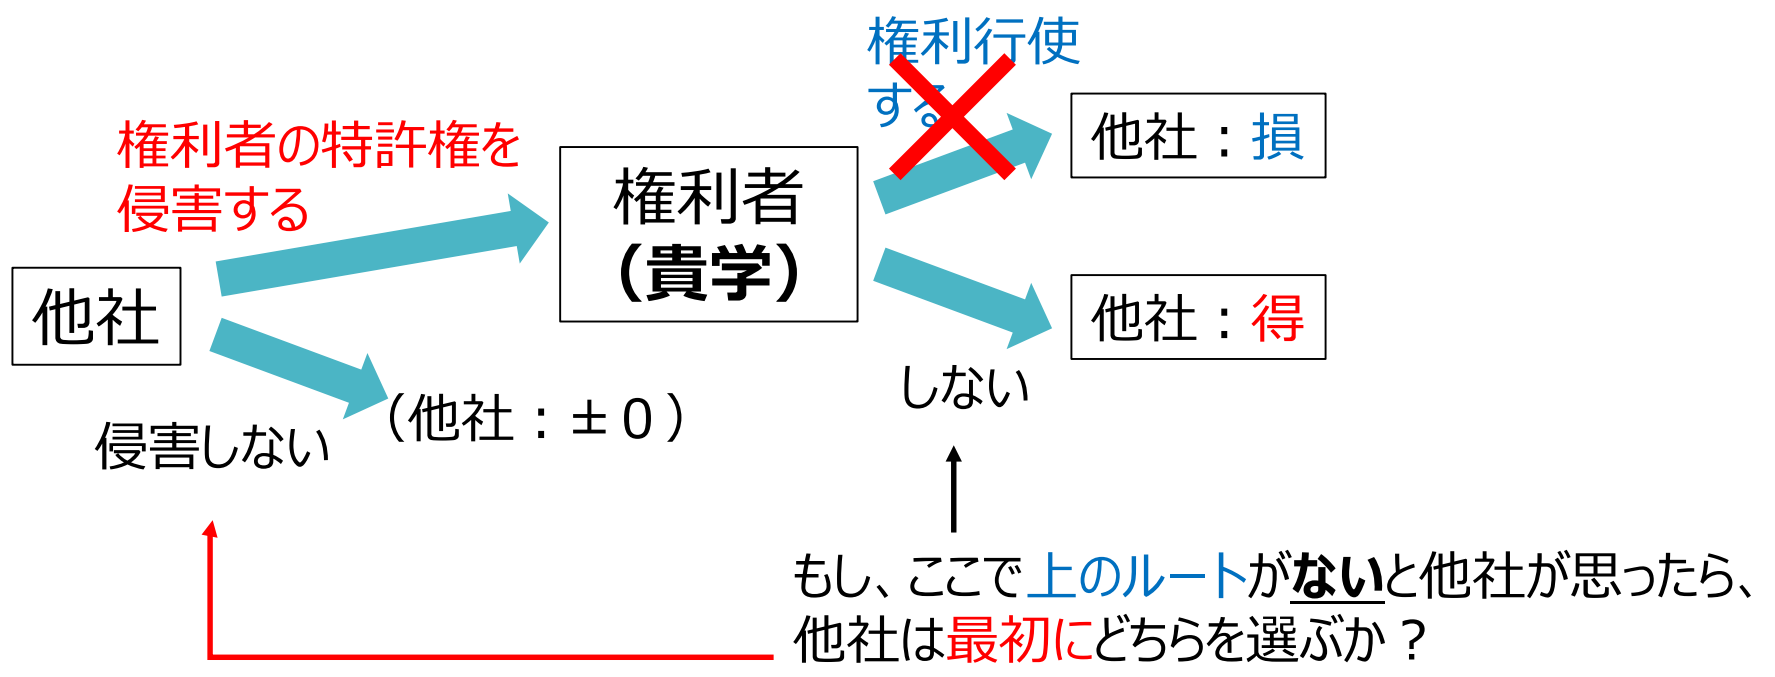 権利行使
する
他社：損
権利者の特許権を
侵害する
権利者
（貴学）
他社
他社：得
しない
（他社：±０）
侵害しない
もし、ここで上のルートがないと他社が思ったら、
他社は最初にどちらを選ぶか？